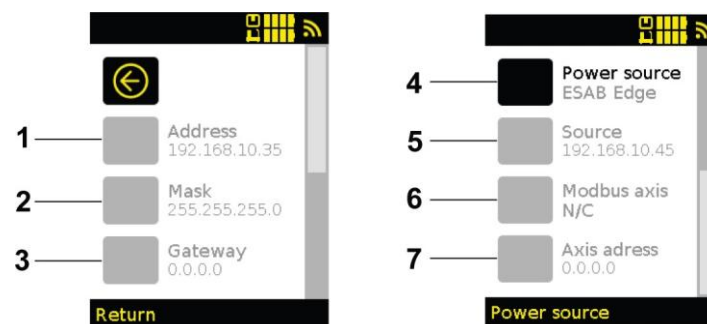 1
Address
192.168.10.35
2
Mask
255.255.255.0
3
Gateway
0.0.0.0
Return
4
Power source
ESAB Edge
5
Source
192.168.10.45
6
Modbus axis
N/C
7
Axis adress
0.0.0.0
Power source